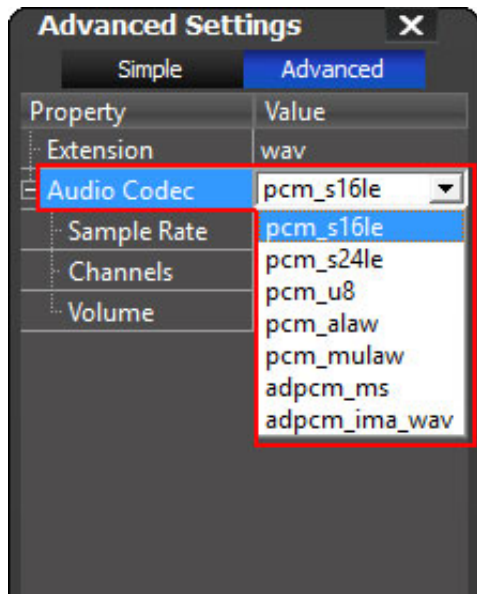 Advanced Settings X
Simple Advanced
Property Value
Extension wav
Audio Codec pcm_s16le
Sample Rate pcm_s16le
pcm_s24le
Channels
pcm_u8
Volume pcm_alaw
pcm_mulaw
adpcm_ms
adpcm_ima_wav